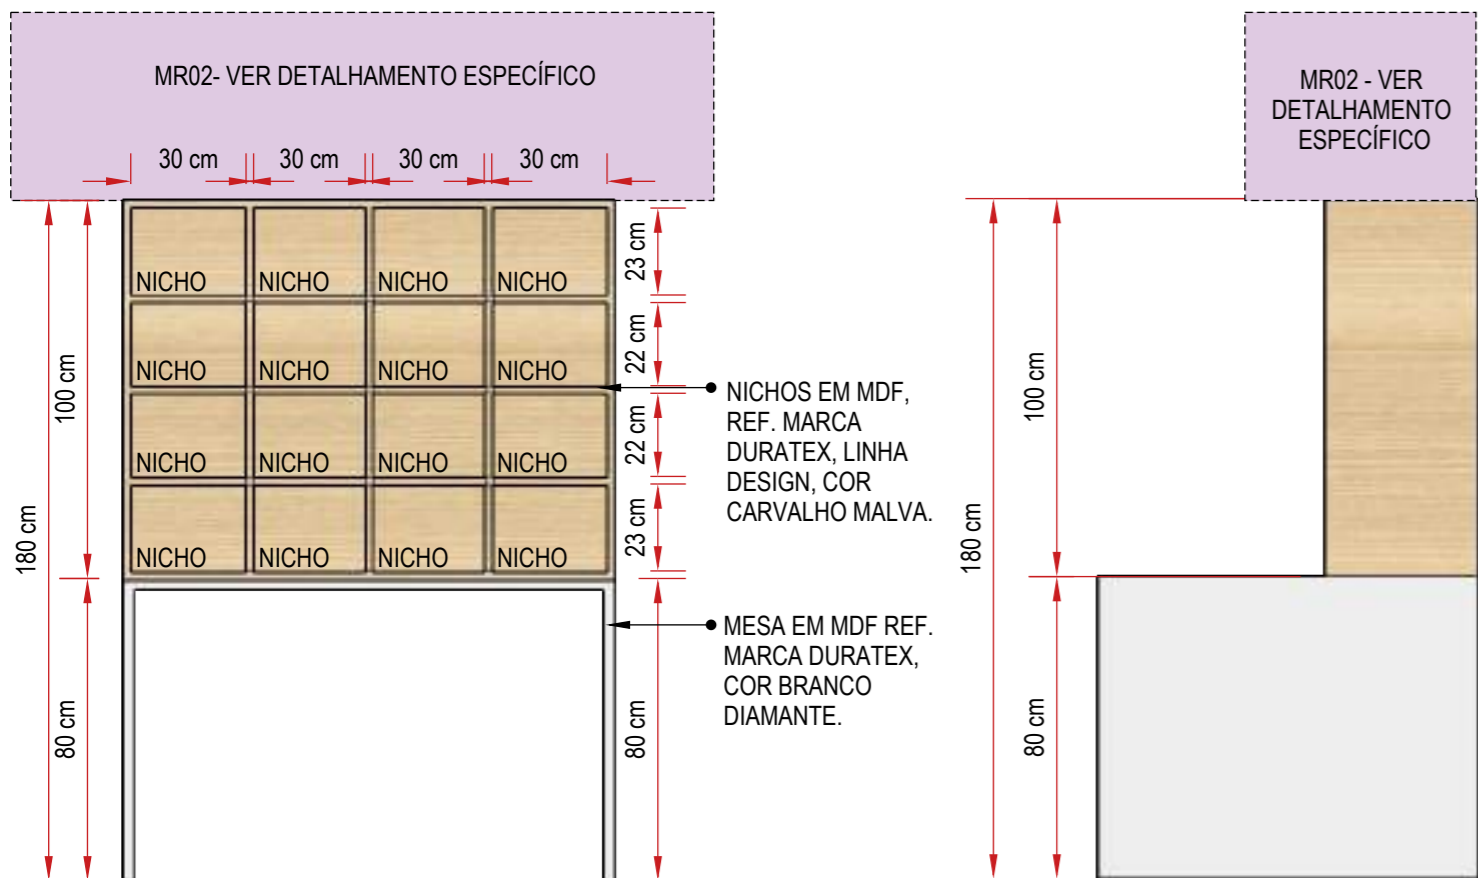 MR02- VER DETALHAMENTO ESPECÍFICO
30 cm 30 cm 30 cm 30 cm
NICHO NICHO NICHO NICHO
NICHO NICHO NICHO NICHO
NICHO NICHO NICHO NICHO
NICHO NICHO NICHO NICHO
23 cm
22 cm
22 cm
23 cm
180 cm
100 cm
80 cm
80 cm
NICHOS EM MDF,
REF. MARCA
DURATEX, LINHA
DESIGN, COR
CARVALHO MALVA.
MESA EM MDF REF.
MARCA DURATEX,
COR BRANCO
DIAMANTE.
MR02 - VER
DETALHAMENTO
ESPECÍFICO
180 cm
100 cm
80 cm